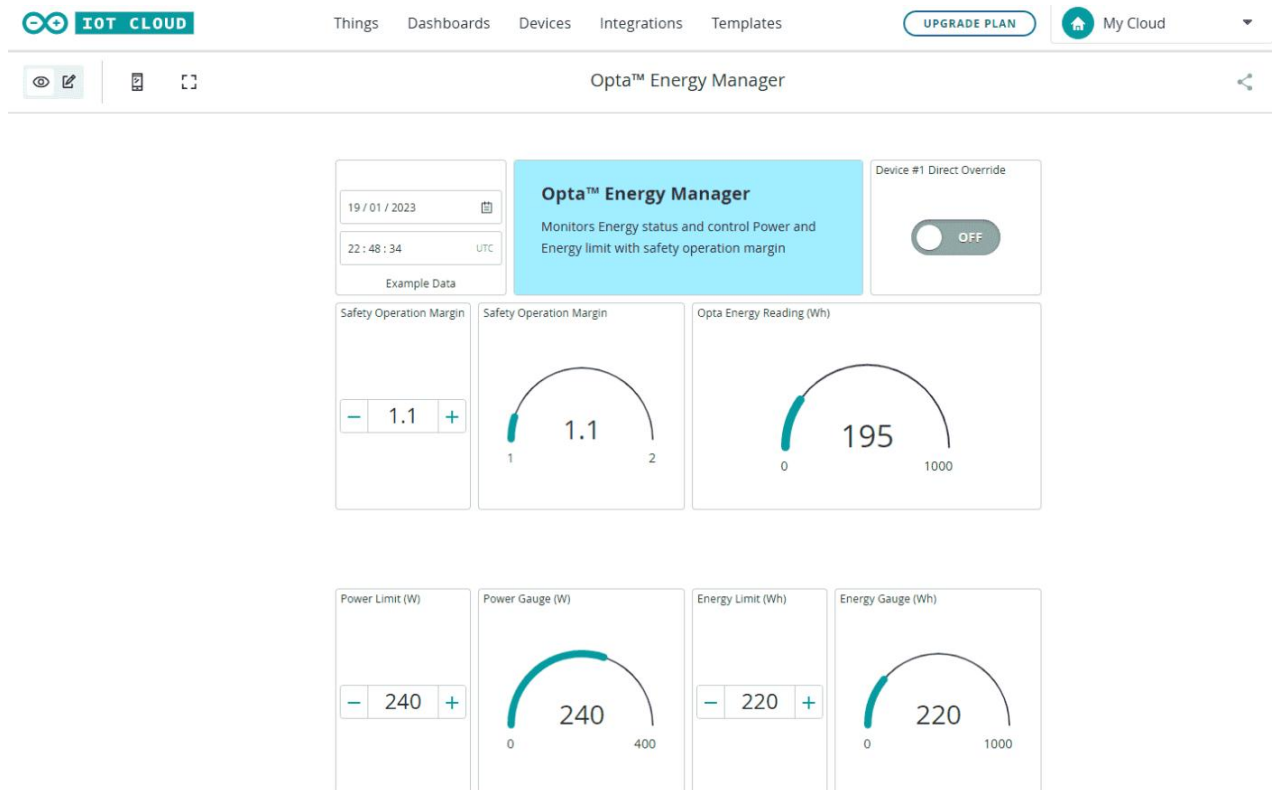 IOT CLOUD
Things Dashboards Devices Integrations Templates
UPGRADE PLAN
My Cloud
Opta™ Energy Manager
19 / 01 / 2023
22 : 48 : 34 UTC
Example Data
Opta™ Energy Manager
Monitors Energy status and control Power and
Energy limit with safety operation margin
Device #1 Direct Override
OFF
Safety Operation Margin
− 1.1 +
Safety Operation Margin
1.1
1 2
Opta Energy Reading (Wh)
195
0 1000
Power Limit (W)
− 240 +
Power Gauge (W)
240
0 400
Energy Limit (Wh)
− 220 +
Energy Gauge (Wh)
220
0 1000